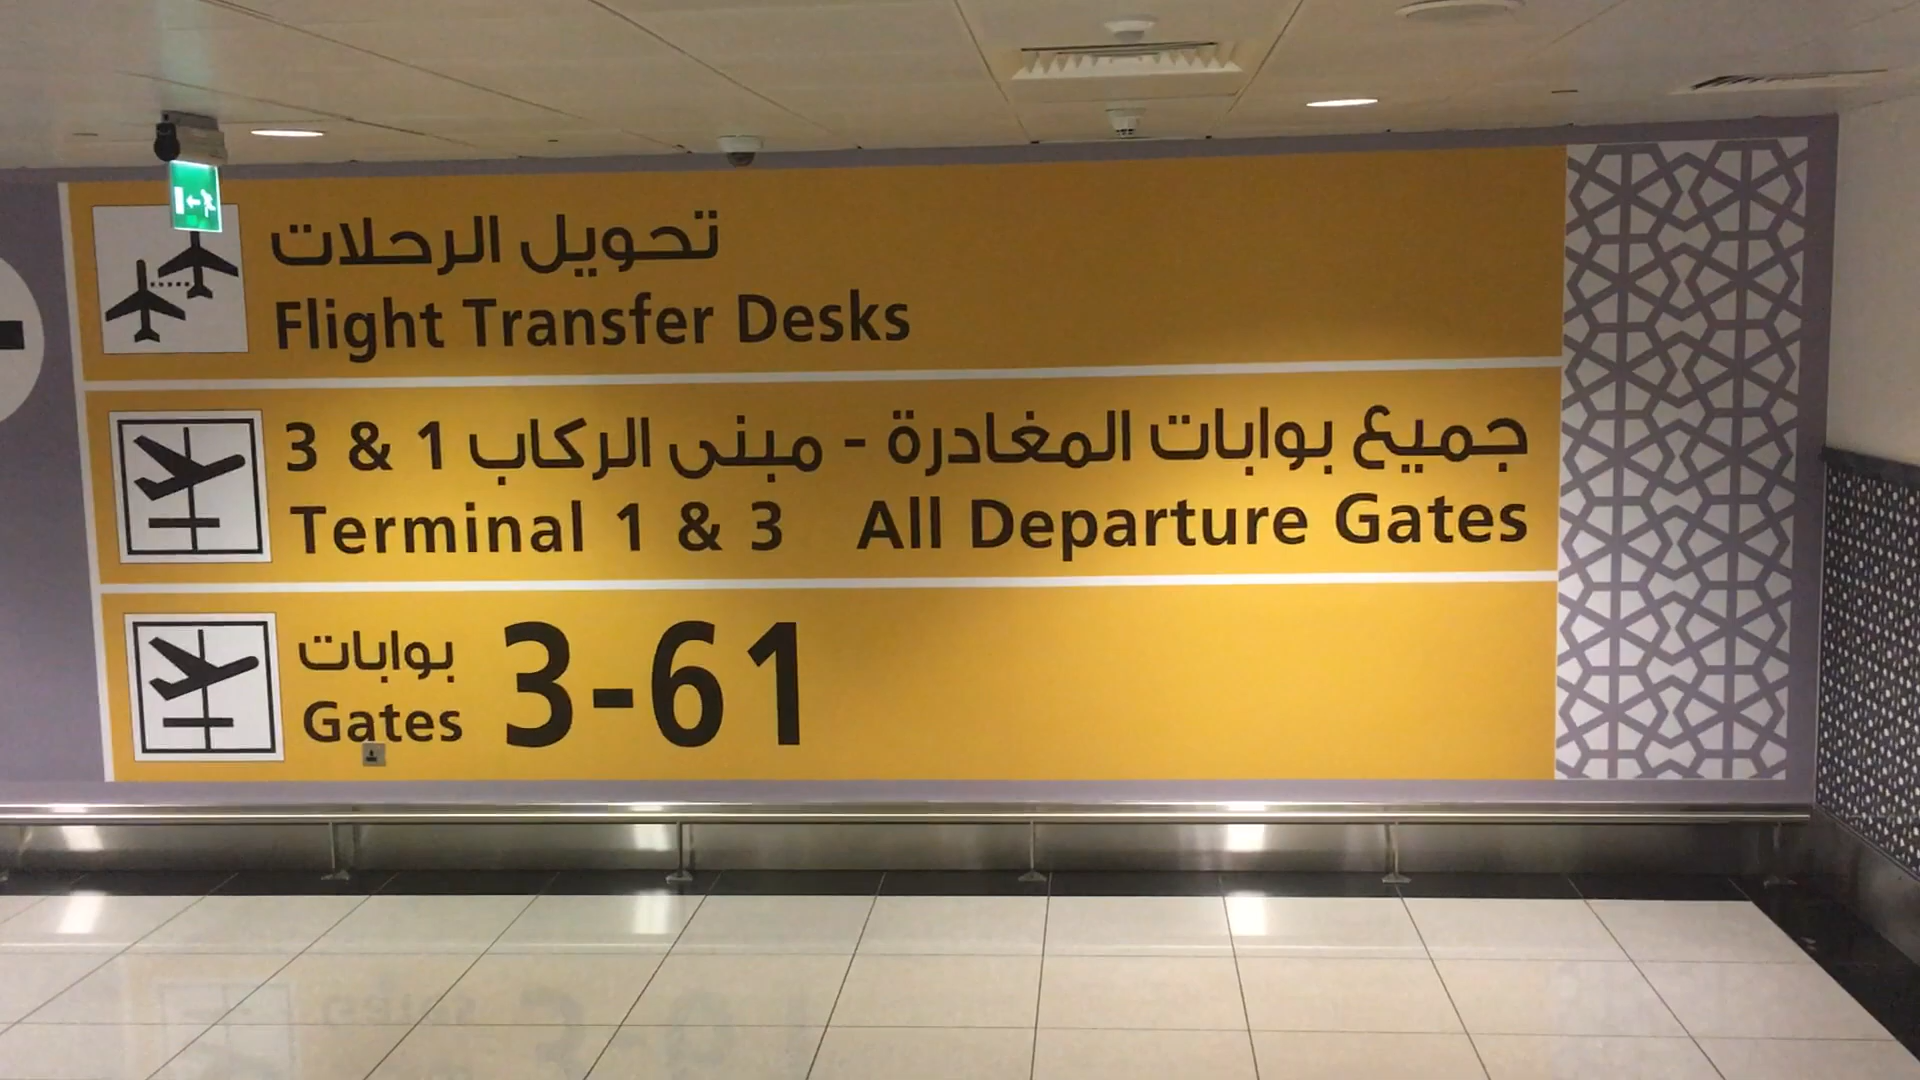 تحويل الرحلات
Flight Transfer Desks
جميع بوابات المغادرة - مبنى الركاب 1 & 3
Terminal 1 & 3 All Departure Gates
بوابات
Gates
3-61